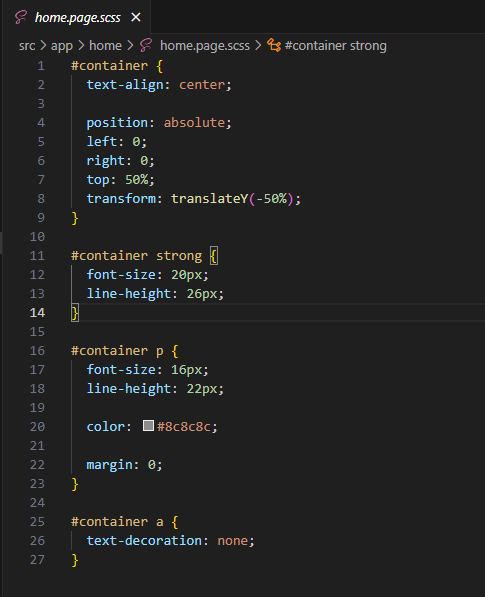 home.page.scss ×
src > app > home > home.page.scss > #container strong
1 #container {
2   text-align: center;
3
4   position: absolute;
5   left: 0;
6   right: 0;
7   top: 50%;
8   transform: translateY(-50%);
9 }
10
11 #container strong {
12   font-size: 20px;
13   line-height: 26px;
14 }
15
16 #container p {
17   font-size: 16px;
18   line-height: 22px;
19
20   color: #8c8c8c;
21
22   margin: 0;
23 }
24
25 #container a {
26   text-decoration: none;
27 }